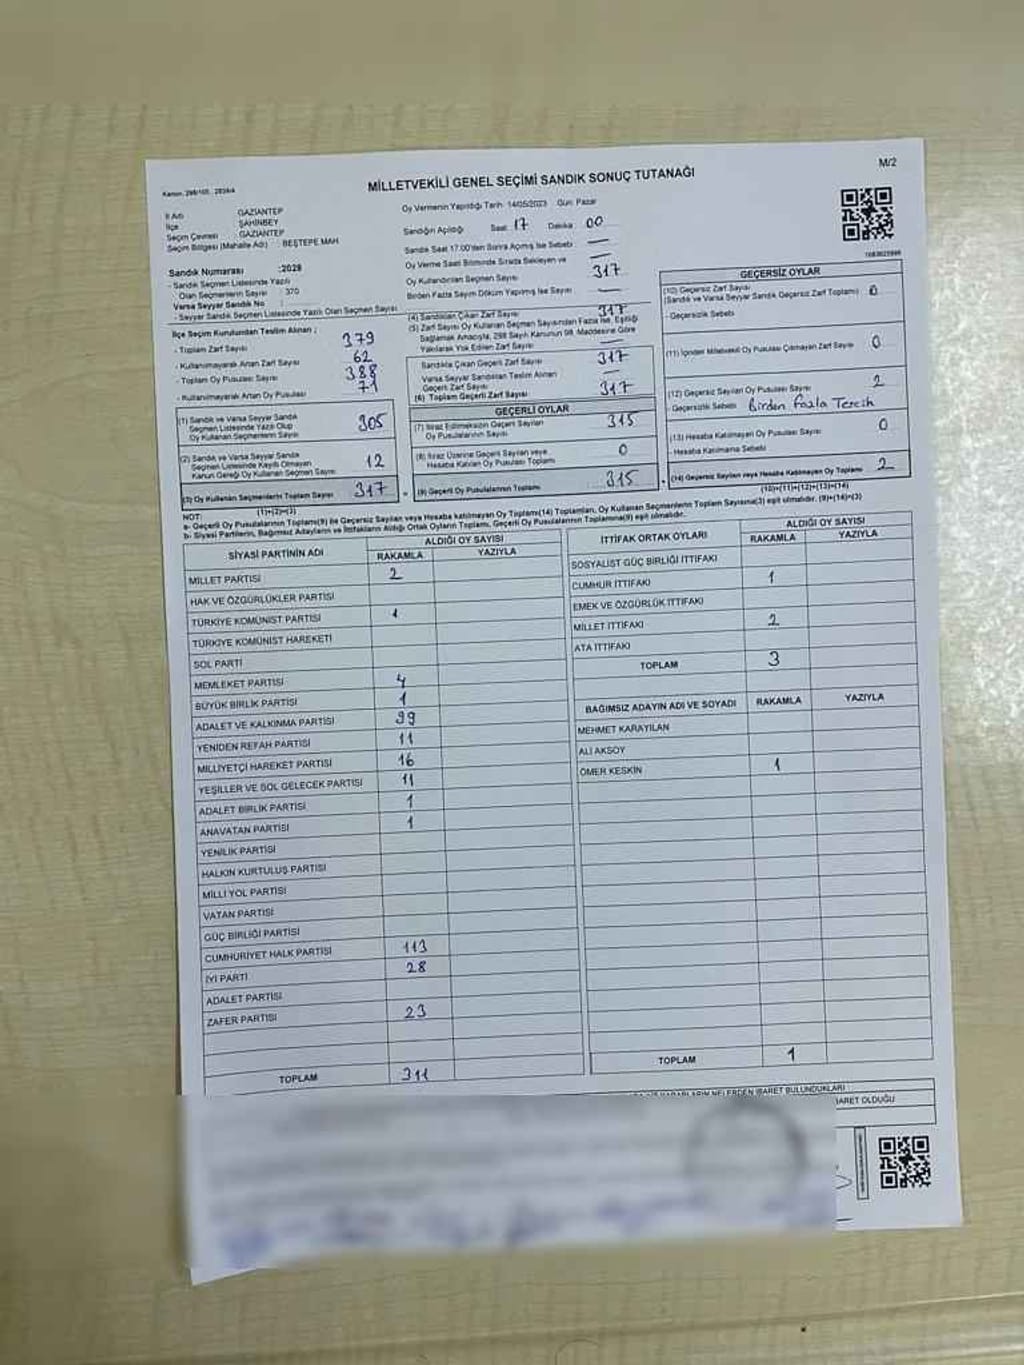 M/2
MİLLETVEKİLİ GENEL SEÇİMİ SANDIK SONUÇ TUTANAĞI
İl Adı GAZİANTEP
İlçe ŞAHİNBEY
Seçim Çevresi GAZİANTEP
Seçim Bölgesi (Mahalle Adı) : BEŞTEPE MAH.
Sandık Numarası :2028
- Sandık Seçmen Listesinde Yazılı
Olan Seçmenlerin Sayısı : 370
Varsa Seyyar Sandık No :
- Seyyar Sandık Seçmen Listesinde Yazılı Olan Seçmen Sayısı
Oy Vermenin Yapıldığı Tarih: 14/05/2023 Gün: Pazar
Sandığın Açıldığı Saat 17 Dakika 00
Sandık Saat 17:00'den Sonra Açılmış İse Sebebi —
Oy Verme Saati Bitiminde Sırada Bekleyen ve
Oy Kullandırılan Seçmen Sayısı 317
Birden Fazla Sayım Döküm Yapılmış İse Sayısı —
İlçe Seçim Kurulundan Teslim Alınan ;
- Toplam Zarf Sayısı 379
- Kullanılmayarak Artan Zarf Sayısı 62
- Toplam Oy Pusulası Sayısı 388
- Kullanılmayarak Artan Oy Pusulası 71
(1) Sandık ve Varsa Seyyar Sandık
Seçmen Listesinde Yazılı Olup
Oy Kullanan Seçmenlerin Sayısı 305
(2) Sandık ve Varsa Seyyar Sandık
Seçmen Listesinde Kayıtlı Olmayan
Kanun Gereği Oy Kullanan Seçmen Sayısı 12
(3) Oy Kullanan Seçmenlerin Toplam Sayısı 317
(1)+(2)=(3)
(4) Sandıktan Çıkan Zarf Sayısı 317
(5) Zarf Sayısı Oy Kullanan Seçmen Sayısından Fazla İse, Eşitliği
Sağlamak Amacıyla, 298 Sayılı Kanunun 98. Maddesine Göre
Yakılarak Yok Edilen Zarf Sayısı —
Sandıkta Çıkan Geçerli Zarf Sayısı 317
Varsa Seyyar Sandıktan Teslim Alınan
Geçerli Zarf Sayısı —
(6) Toplam Geçerli Zarf Sayısı 317
GEÇERLİ OYLAR
(7) İtiraz Edilmeksizin Geçerli Sayılan
Oy Pusulalarının Sayısı 315
(8) İtiraz Üzerine Geçerli Sayılan veya
Hesaba Katılan Oy Pusulası Toplamı 0
(9) Geçerli Oy Pusulalarının Toplamı 315
GEÇERSİZ OYLAR
(10) Geçersiz Zarf Sayısı
(Sandık ve Varsa Seyyar Sandık Geçersiz Zarf Toplamı) 0
- Geçersizlik Sebebi
(11) İçinden Milletvekili Oy Pusulası Çıkmayan Zarf Sayısı 0
(12) Geçersiz Sayılan Oy Pusulası Sayısı 2
- Geçersizlik Sebebi Birden fazla Tercih
(13) Hesaba Katılmayan Oy Pusulası Sayısı 0
- Hesaba Katılmama Sebebi
(14) Geçersiz Sayılan veya Hesaba Katılmayan Oy Toplamı 2
(10)+(11)+(12)+(13)=(14)
NOT:
a- Geçerli Oy Pusulalarının Toplamı(9) ile Geçersiz Sayılan veya Hesaba katılmayan Oy Toplamı(14) Toplamları, Oy Kullanan Seçmenlerin Toplam Sayısına(3) eşit olmalıdır. (9)+(14)=(3)
b- Siyasi Partilerin, Bağımsız Adayların ve İttifakların Aldığı Ortak Oyların Toplamı, Geçerli Oy Pusulalarının Toplamına(9) eşit olmalıdır.
SİYASİ PARTİNİN ADI ALDIĞI OY SAYISI
RAKAMLA YAZIYLA
MİLLET PARTİSİ 2
HAK VE ÖZGÜRLÜKLER PARTİSİ
TÜRKİYE KOMÜNİST PARTİSİ 1
TÜRKİYE KOMÜNİST HAREKETİ
SOL PARTİ
MEMLEKET PARTİSİ 4
BÜYÜK BİRLİK PARTİSİ 1
ADALET VE KALKINMA PARTİSİ 99
YENİDEN REFAH PARTİSİ 11
MİLLİYETÇİ HAREKET PARTİSİ 16
YEŞİLLER VE SOL GELECEK PARTİSİ 11
ADALET BİRLİK PARTİSİ 1
ANAVATAN PARTİSİ 1
YENİLİK PARTİSİ
HALKIN KURTULUŞ PARTİSİ
MİLLİ YOL PARTİSİ
VATAN PARTİSİ
GÜÇ BİRLİĞİ PARTİSİ
CUMHURİYET HALK PARTİSİ 113
İYİ PARTİ 28
ADALET PARTİSİ
ZAFER PARTİSİ 23
TOPLAM 311
İTTİFAK ORTAK OYLARI ALDIĞI OY SAYISI
RAKAMLA YAZIYLA
SOSYALİST GÜÇ BİRLİĞİ İTTİFAKI
CUMHUR İTTİFAKI 1
EMEK VE ÖZGÜRLÜK İTTİFAKI
MİLLET İTTİFAKI 2
ATA İTTİFAKI
TOPLAM 3
BAĞIMSIZ ADAYIN ADI VE SOYADI RAKAMLA YAZIYLA
MEHMET KARAYILAN
ALİ AKSOY
ÖMER KESKİN 1
TOPLAM 1
KARARLARIN NELERDEN İBARET BULUNDUKLARI
İBARET OLDUĞU